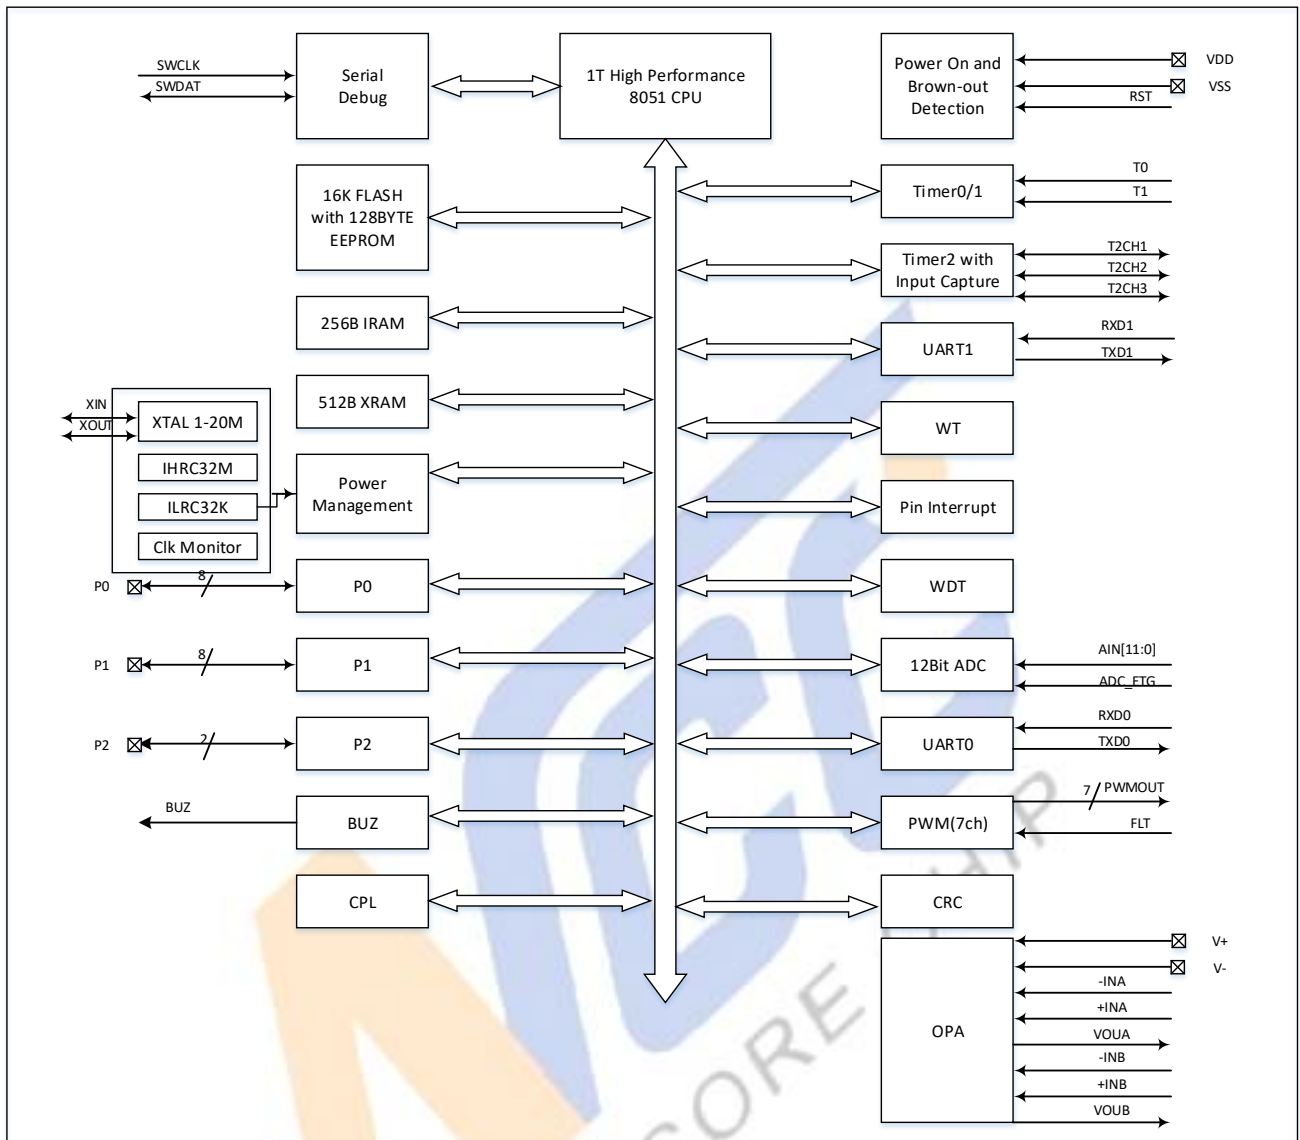 SWCLK
SWDAT
Serial
Debug
1T High Performance
8051 CPU
Power On and
Brown-out
Detection
VDD
VSS
RST
16K FLASH
with 128BYTE
EEPROM
Timer0/1
T0
T1
Timer2 with
Input Capture
T2CH1
T2CH2
T2CH3
256B IRAM
UART1
RXD1
TXD1
512B XRAM
WT
XIN
XOUT
XTAL 1-20M
IHRC32M
ILRC32K
Clk Monitor
Power
Management
Pin Interrupt
P0
8
P0
WDT
P1
8
P1
12Bit ADC
AIN[11:0]
ADC_ETG
P2
2
P2
UART0
RXD0
TXD0
BUZ
BUZ
PWM(7ch)
7
PWMOUT
FLT
CPL
CRC
OPA
V+
V-
-INA
+INA
VOUA
-INB
+INB
VOUB
CORE CHIP